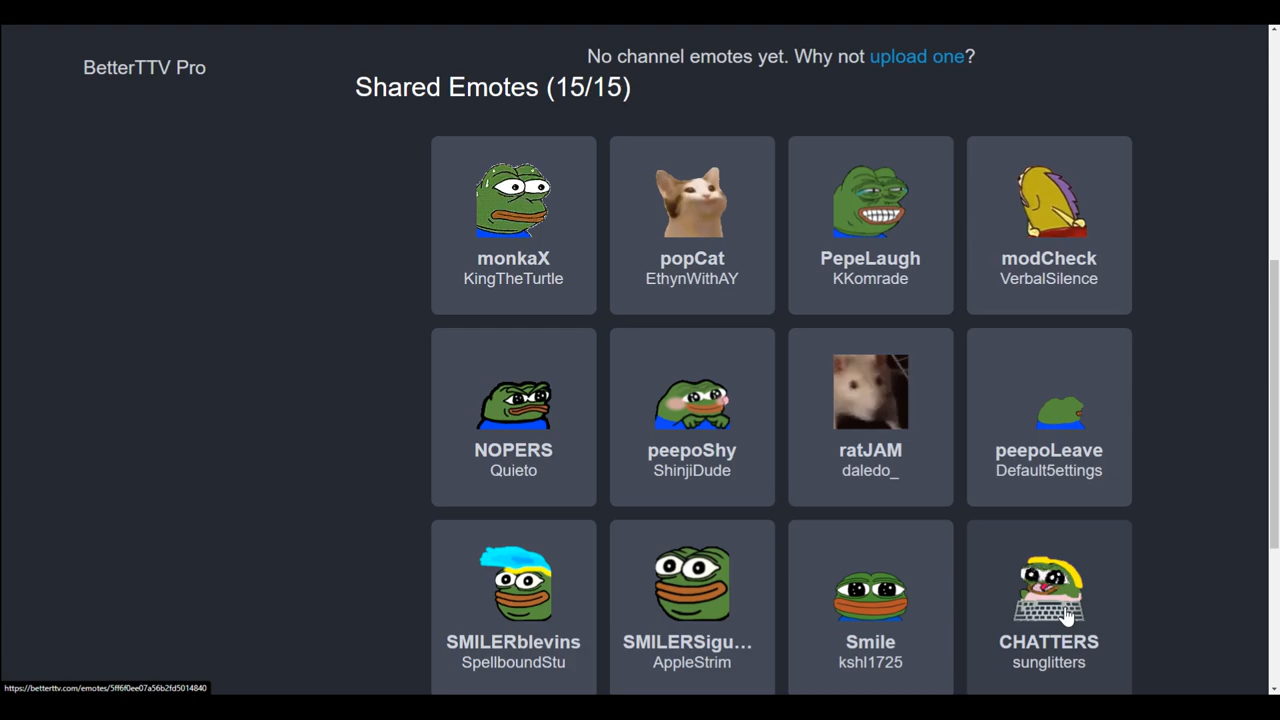 BetterTTV Pro
No channel emotes yet. Why not upload one?
Shared Emotes (15/15)
monkaX
KingTheTurtle
popCat
EthynWithAY
PepeLaugh
KKomrade
modCheck
VerbalSilence
NOPERS
Quieto
peepoShy
ShinjiDude
ratJAM
daledo_
peepoLeave
Default5ettings
SMILERblevins
SpellboundStu
SMILERSigu...
AppleStrim
Smile
kshl1725
CHATTERS
sunglitters
https://betterttv.com/emotes/5ff6f0ee07a56b2fd5014840